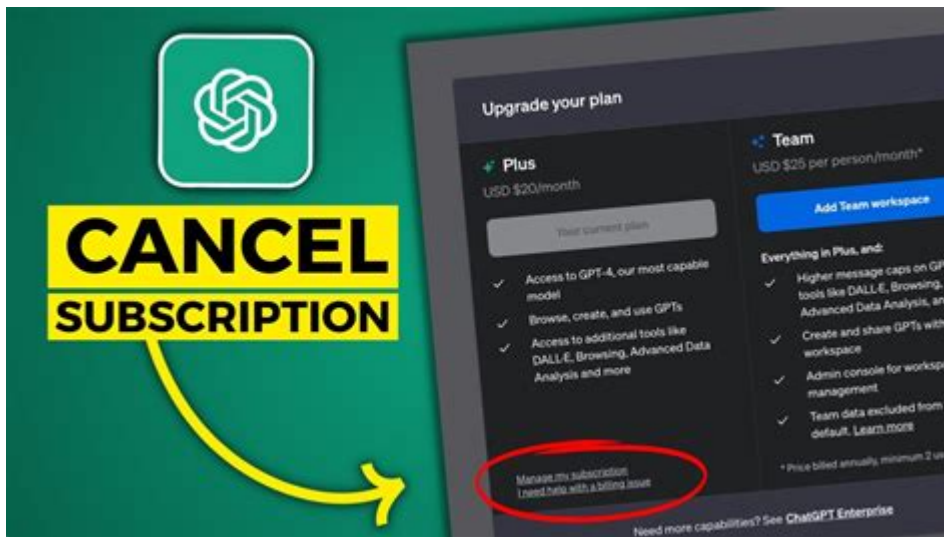 CANCEL
SUBSCRIPTION
Upgrade your plan
Plus
USD $20/month
Your current plan
Access to GPT-4, our most capable
model
Browse, create, and use GPTs
Access to additional tools like
DALL·E, Browsing, Advanced Data
Analysis and more
Manage my subscription
I need help with a billing issue
Team
USD $25 per person/month*
Add Team workspace
Everything in Plus, and:
Higher message caps on
tools like DALL·E, Browsing,
Advanced Data Analysis,
Create and share GPTs
workspace
Admin console for
management
Team data excluded from
default. Learn more
* Price billed annually, minimum 2
Need more capabilities? See ChatGPT Enterprise